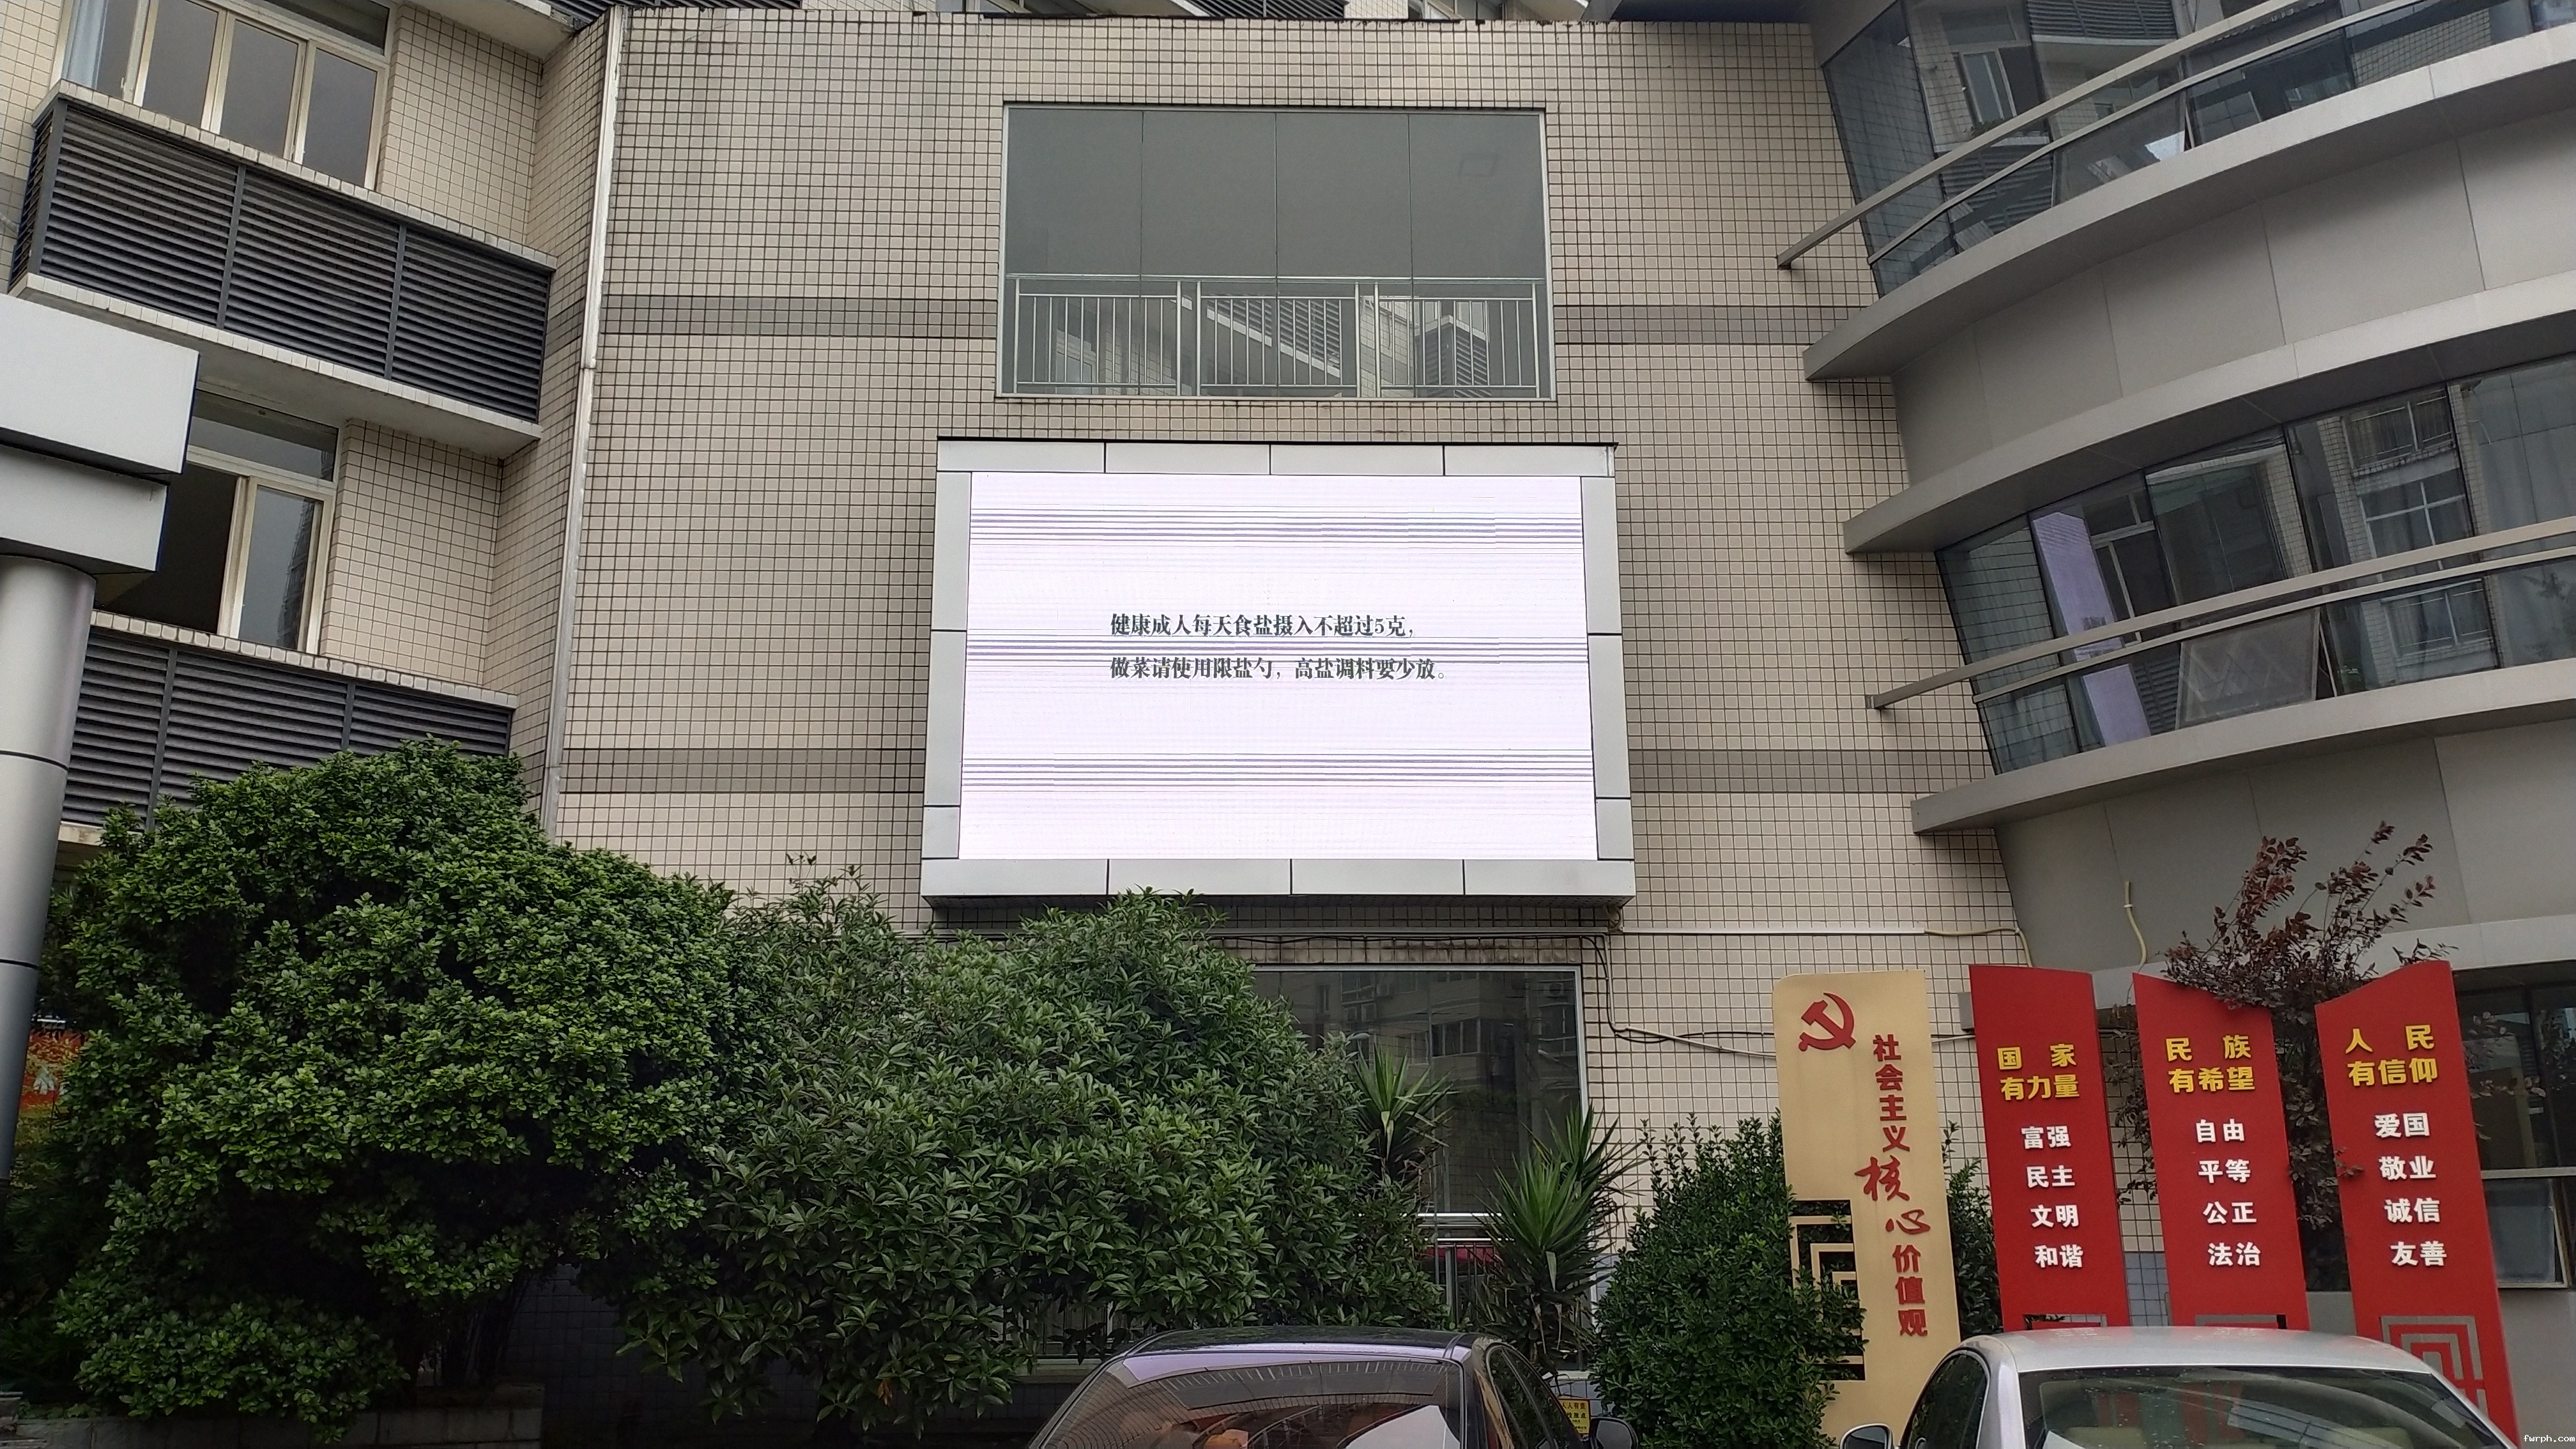 健康成人每天食盐摄入不超过5克，
做菜请使用限盐勺，高盐调料要少放。
社会主义核心价值观
国家
有力量
富强
民主
文明
和谐
民族
有希望
自由
平等
公正
法治
人民
有信仰
爱国
敬业
诚信
友善
fwrph.com